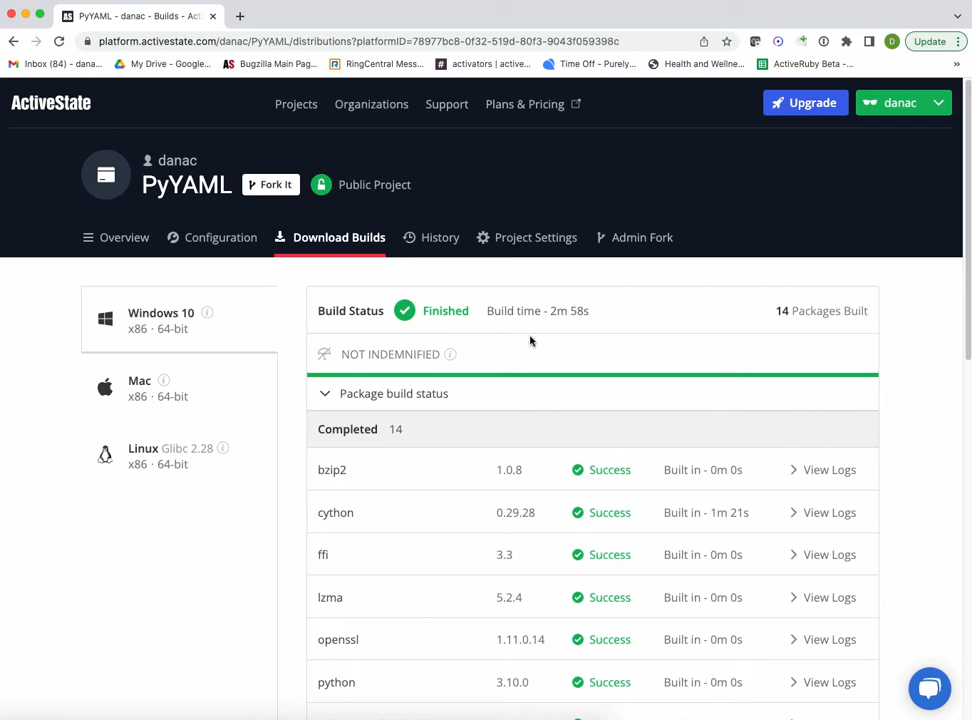 PyYAML - danac - Builds - Acti
platform.activestate.com/danac/PyYAML/distributions?platformID=78977bc8-0f32-519d-80f3-9043f059398c
D
Update
Inbox (84) - dana...
My Drive - Google...
Bugzilla Main Pag...
RingCentral Mess...
activators | active...
Time Off - Purely...
Health and Wellne...
ActiveRuby Beta -...
ActiveState
Projects
Organizations
Support
Plans & Pricing
Upgrade
danac
danac
PyYAML
Fork It
Public Project
Overview
Configuration
Download Builds
History
Project Settings
Admin Fork
Windows 10
x86 · 64-bit
Mac
x86 · 64-bit
Linux Glibc 2.28
x86 · 64-bit
Build Status Finished Build time - 2m 58s 14 Packages Built
NOT INDEMNIFIED
Package build status
Completed 14
bzip2 1.0.8 Success Built in - 0m 0s View Logs
cython 0.29.28 Success Built in - 1m 21s View Logs
ffi 3.3 Success Built in - 0m 0s View Logs
lzma 5.2.4 Success Built in - 0m 0s View Logs
openssl 1.11.0.14 Success Built in - 0m 0s View Logs
python 3.10.0 Success Built in - 0m 0s View Logs